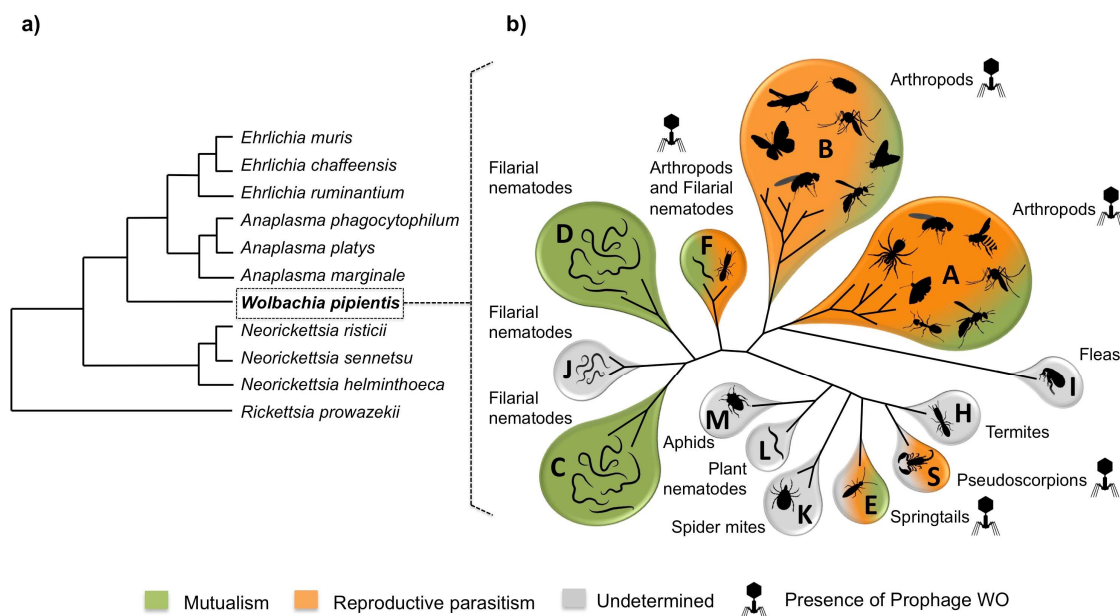 a)
b)
Ehrlichia muris
Ehrlichia chaffeensis
Ehrlichia ruminantium
Anaplasma phagocytophilum
Anaplasma platys
Anaplasma marginale
Wolbachia pipientis
Neorickettsia risticii
Neorickettsia sennetsu
Neorickettsia helminthoeca
Rickettsia prowazekii
Filarial
nematodes
D
Arthropods
and Filarial
nematodes
F
Arthropods
B
Arthropods
A
Filarial
nematodes
J
Filarial
nematodes
C
Fleas
I
M
Aphids
L
Plant
nematodes
K
Spider mites
E
Springtails
S
Pseudoscorpions
H
Termites
Mutualism
Reproductive parasitism
Undetermined
Presence of Prophage WO